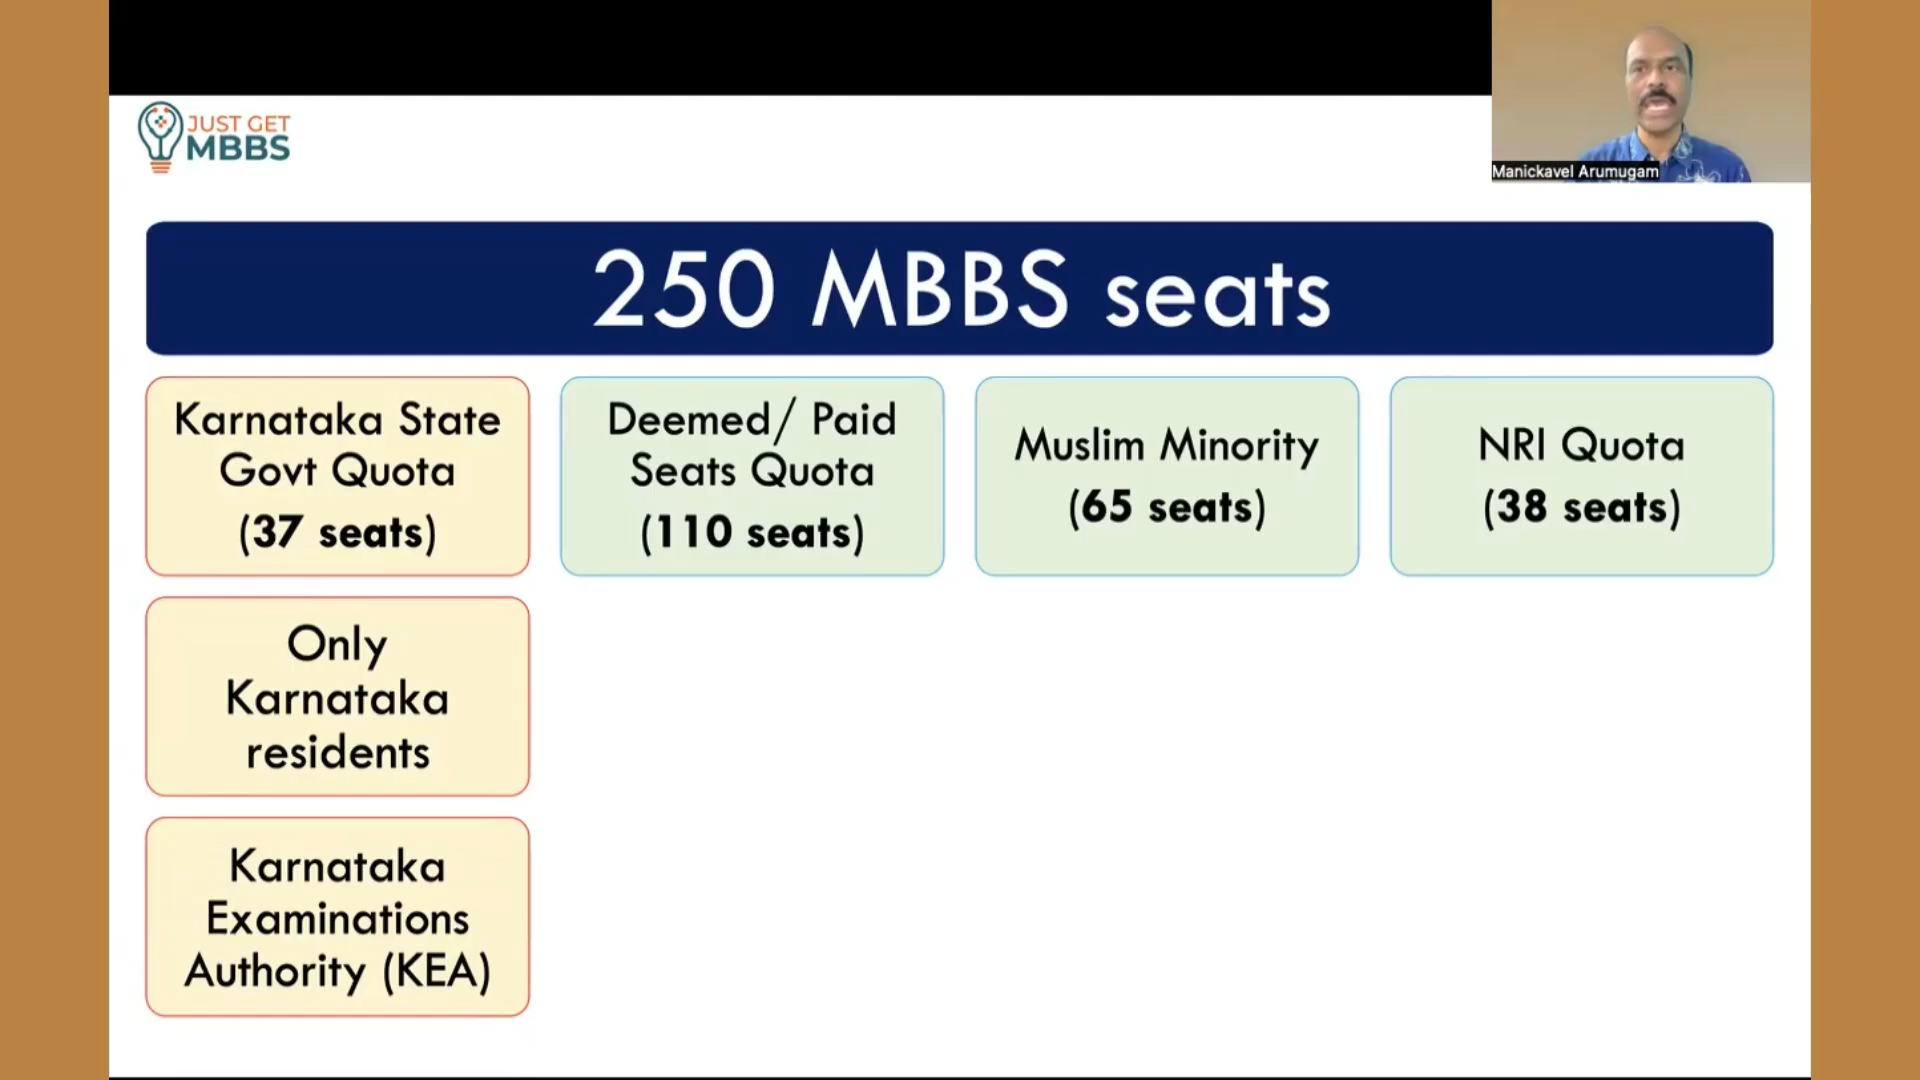 JUST GET
MBBS
Manickavel Arumugam
250 MBBS seats
Karnataka State
Govt Quota
(37 seats)
Deemed/ Paid
Seats Quota
(110 seats)
Muslim Minority
(65 seats)
NRI Quota
(38 seats)
Only
Karnataka
residents
Karnataka
Examinations
Authority (KEA)